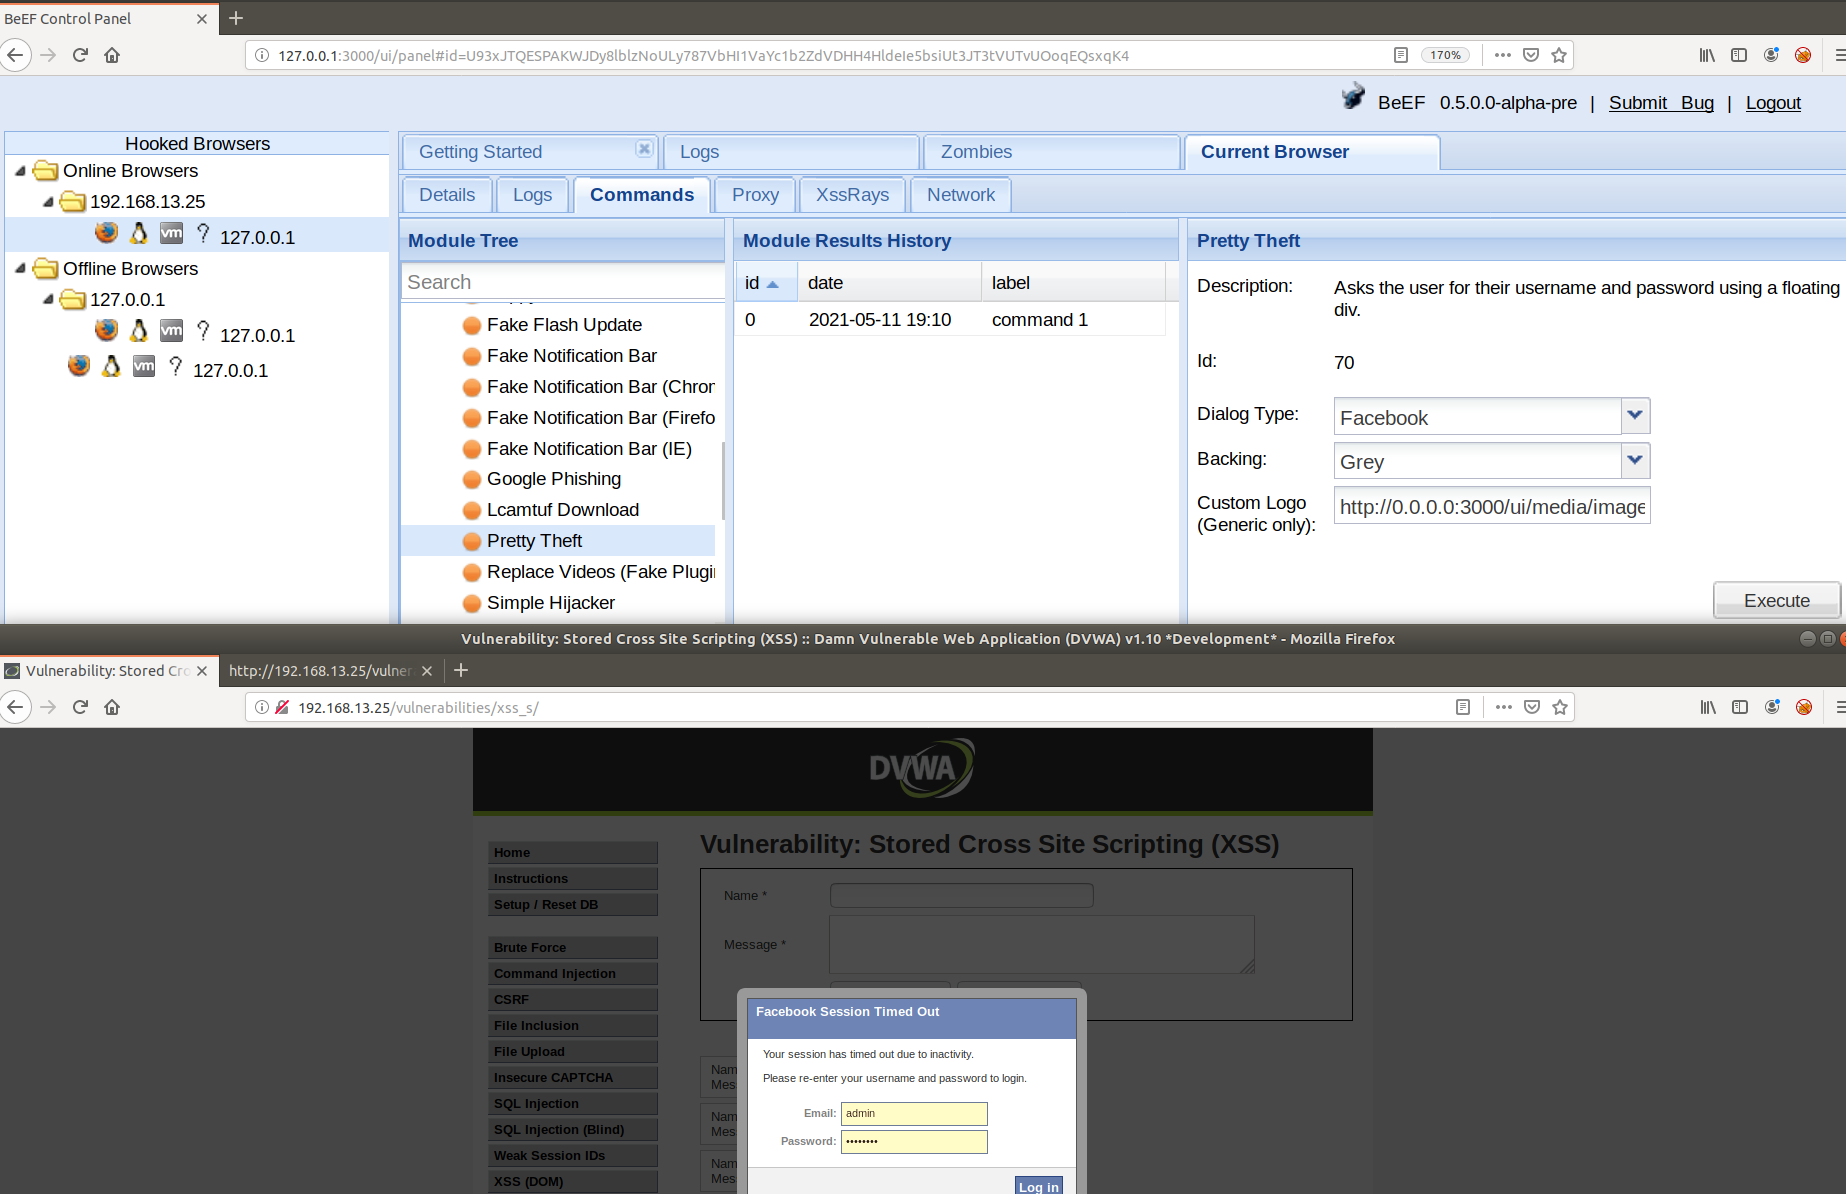 BeEF Control Panel
127.0.0.1:3000/ui/panel#id=U93xJTQESPAKWJDy8lblzNoULy787VbHI1VaYc1b2ZdVDHH4HldeIe5bsiUt3JT3tVUTvUOoqEQsxqK4
170%
BeEF 0.5.0.0-alpha-pre | Submit Bug | Logout
Hooked Browsers
Online Browsers
192.168.13.25
vm ? 127.0.0.1
Offline Browsers
127.0.0.1
vm ? 127.0.0.1
vm ? 127.0.0.1
Getting Started
Logs
Zombies
Current Browser
Details
Logs
Commands
Proxy
XssRays
Network
Module Tree
Search
Fake Flash Update
Fake Notification Bar
Fake Notification Bar (Chror
Fake Notification Bar (Firefo
Fake Notification Bar (IE)
Google Phishing
Lcamtuf Download
Pretty Theft
Replace Videos (Fake Plugi
Simple Hijacker
Module Results History
id date label
0 2021-05-11 19:10 command 1
Pretty Theft
Description: Asks the user for their username and password using a floating
div.
Id: 70
Dialog Type: Facebook
Backing: Grey
Custom Logo
(Generic only): http://0.0.0.0:3000/ui/media/image
Execute
Vulnerability: Stored Cross Site Scripting (XSS) :: Damn Vulnerable Web Application (DVWA) v1.10 *Development* - Mozilla Firefox
Vulnerability: Stored Cro
http://192.168.13.25/vulner
192.168.13.25/vulnerabilities/xss_s/
DVWA
Home
Instructions
Setup / Reset DB
Brute Force
Command Injection
CSRF
File Inclusion
File Upload
Insecure CAPTCHA
SQL Injection
SQL Injection (Blind)
Weak Session IDs
XSS (DOM)
Vulnerability: Stored Cross Site Scripting (XSS)
Name *
Message *
Nam
Mes
Nam
Mes
Nam
Mes
Facebook Session Timed Out
Your session has timed out due to inactivity.
Please re-enter your username and password to login.
Email: admin
Password: ••••••••
Log in